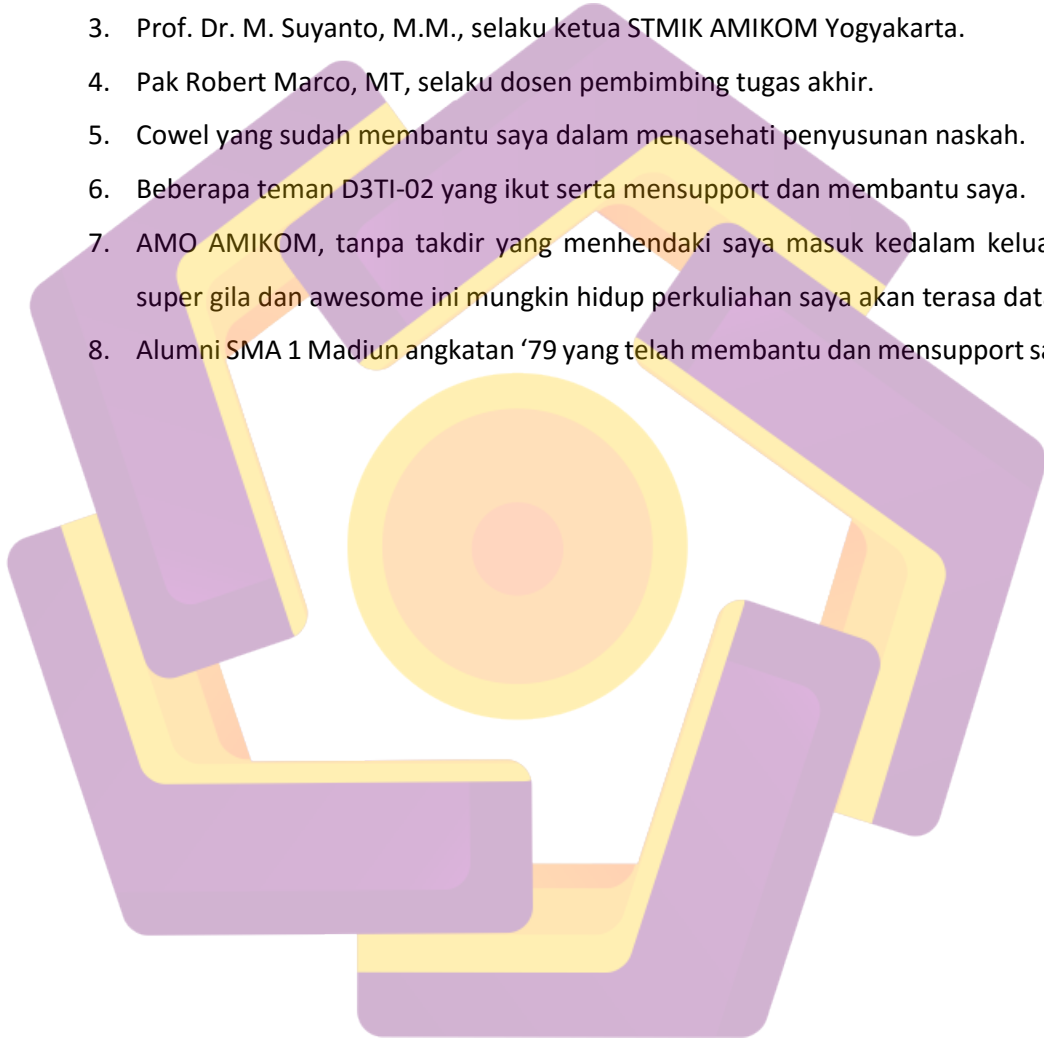 3. Prof. Dr. M. Suyanto, M.M., selaku ketua STMIK AMIKOM Yogyakarta.
4. Pak Robert Marco, MT, selaku dosen pembimbing tugas akhir.
5. Cowel yang sudah membantu saya dalam menasehati penyusunan naskah.
6. Beberapa teman D3TI-02 yang ikut serta mensupport dan membantu saya.
7. AMO AMIKOM, tanpa takdir yang menhendaki saya masuk kedalam
super gila dan awesome ini mungkin hidup perkuliahan saya akan terasa
8. Alumni SMA 1 Madiun angkatan ‘79 yang telah membantu dan mensupport